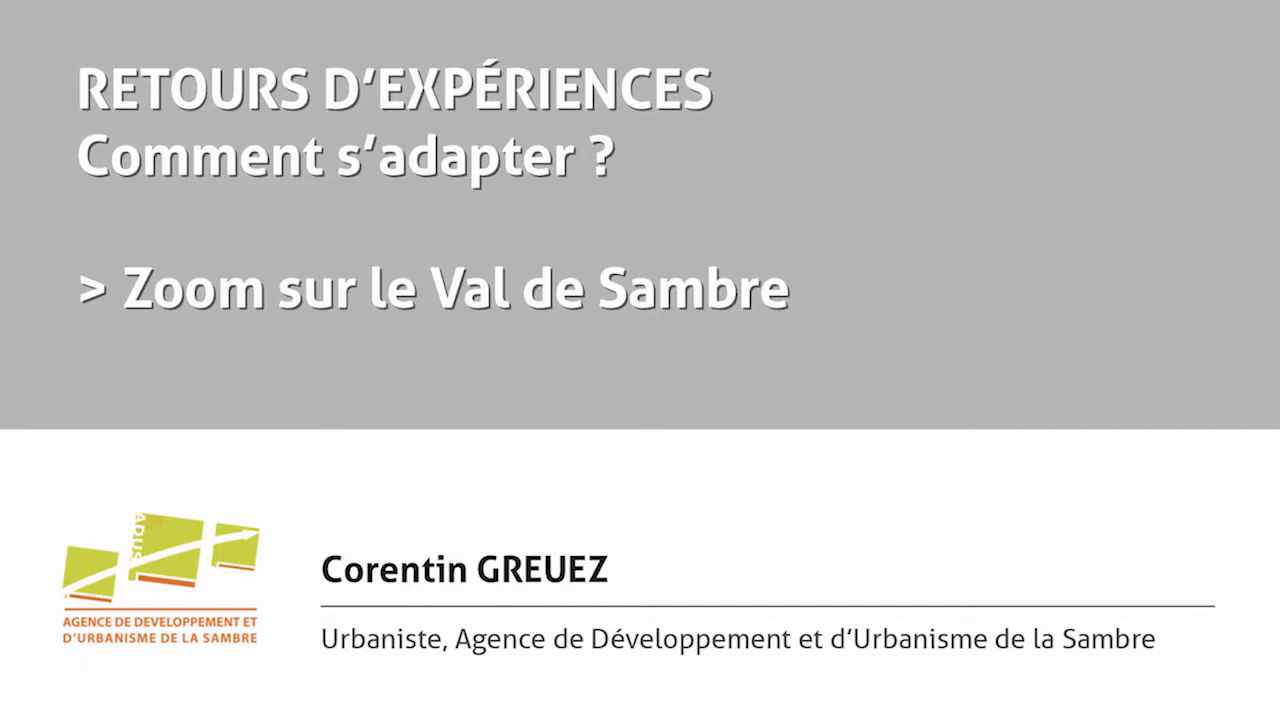 RETOURS D’EXPÉRIENCES
Comment s’adapter ?
> Zoom sur le Val de Sambre
ADUS
Corentin GREUEZ
AGENCE DE DEVELOPPEMENT ET
D’URBANISME DE LA SAMBRE
Urbaniste, Agence de Développement et d’Urbanisme de la Sambre